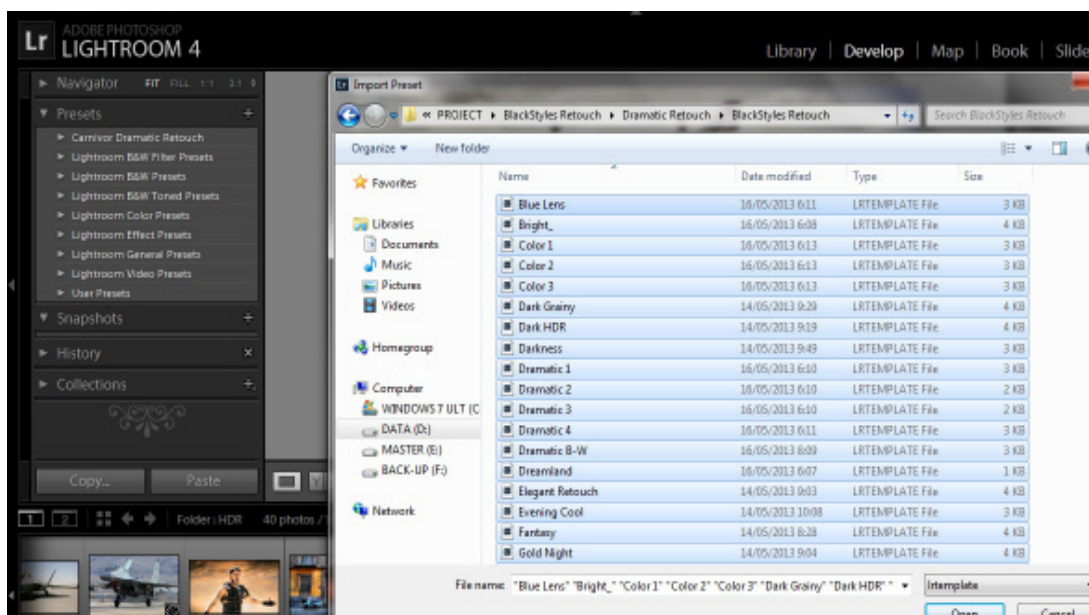 Lr ADOBE PHOTOSHOP
LIGHTROOM 4
Library | Develop | Map | Book | Slide
Navigator FIT FILL 1:1 3:1
Presets
Carnivor Dramatic Retouch
Lightroom B&W Filter Presets
Lightroom B&W Presets
Lightroom B&W Toned Presets
Lightroom Color Presets
Lightroom Effect Presets
Lightroom General Presets
Lightroom Video Presets
User Presets
Snapshots
History
Collections
Copy... Paste
1 2 Folder : HDR 40 photos /
Lr Import Preset
« PROJECT BlackStyles Retouch Dramatic Retouch BlackStyles Retouch Search BlackStyles Retouch
Organize New folder
Favorites
Libraries
Documents
Music
Pictures
Videos
Homegroup
Computer
WINDOWS 7 ULT (C
DATA (D:)
MASTER (E:)
BACK-UP (F:)
Network
Name Date modified Type Size
Blue Lens 16/05/2013 6:11 LRTEMPLATE File 3 KB
Bright_ 16/05/2013 6:08 LRTEMPLATE File 4 KB
Color 1 16/05/2013 6:13 LRTEMPLATE File 3 KB
Color 2 16/05/2013 6:13 LRTEMPLATE File 3 KB
Color 3 16/05/2013 6:13 LRTEMPLATE File 3 KB
Dark Grainy 14/05/2013 9:29 LRTEMPLATE File 4 KB
Dark HDR 14/05/2013 9:19 LRTEMPLATE File 4 KB
Darkness 14/05/2013 9:49 LRTEMPLATE File 3 KB
Dramatic 1 16/05/2013 6:10 LRTEMPLATE File 3 KB
Dramatic 2 16/05/2013 6:10 LRTEMPLATE File 2 KB
Dramatic 3 16/05/2013 6:10 LRTEMPLATE File 2 KB
Dramatic 4 16/05/2013 6:11 LRTEMPLATE File 4 KB
Dramatic B-W 16/05/2013 8:09 LRTEMPLATE File 3 KB
Dreamland 16/05/2013 6:07 LRTEMPLATE File 1 KB
Elegant Retouch 14/05/2013 9:03 LRTEMPLATE File 4 KB
Evening Cool 14/05/2013 10:08 LRTEMPLATE File 4 KB
Fantasy 14/05/2013 8:28 LRTEMPLATE File 4 KB
Gold Night 14/05/2013 9:04 LRTEMPLATE File 4 KB
File name: "Blue Lens" "Bright_" "Color 1" "Color 2" "Color 3" "Dark Grainy" "Dark HDR" " lrtemplate
Open Cancel